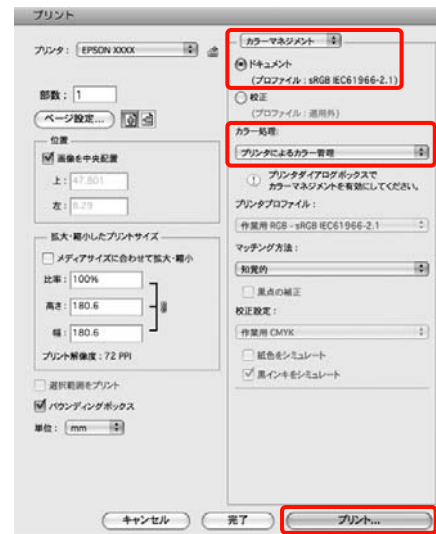 プリント
プリンタ： EPSON XXXX
部数： 1
ページ設定...
位置
画像を中央配置
上： 47.801
左： 8.29
拡大・縮小したプリントサイズ
メディアサイズに合わせて拡大・縮小
比率： 100%
高さ： 180.6
幅： 180.6
プリント解像度：72 PPI
選択範囲をプリント
バウンディングボックス
単位： mm
カラーマネジメント
ドキュメント
(プロファイル：sRGB IEC61966-2.1)
校正
(プロファイル：適用外)
カラー処理：
プリンタによるカラー管理
プリンタダイアログボックスで
カラーマネジメントを有効にしてください。
プリンタプロファイル：
作業用 RGB - sRGB IEC61966-2.1
マッチング方法：
知覚的
黒点の補正
校正設定：
作業用 CMYK
紙色をシミュレート
黒インキをシミュレート
キャンセル
完了
プリント...